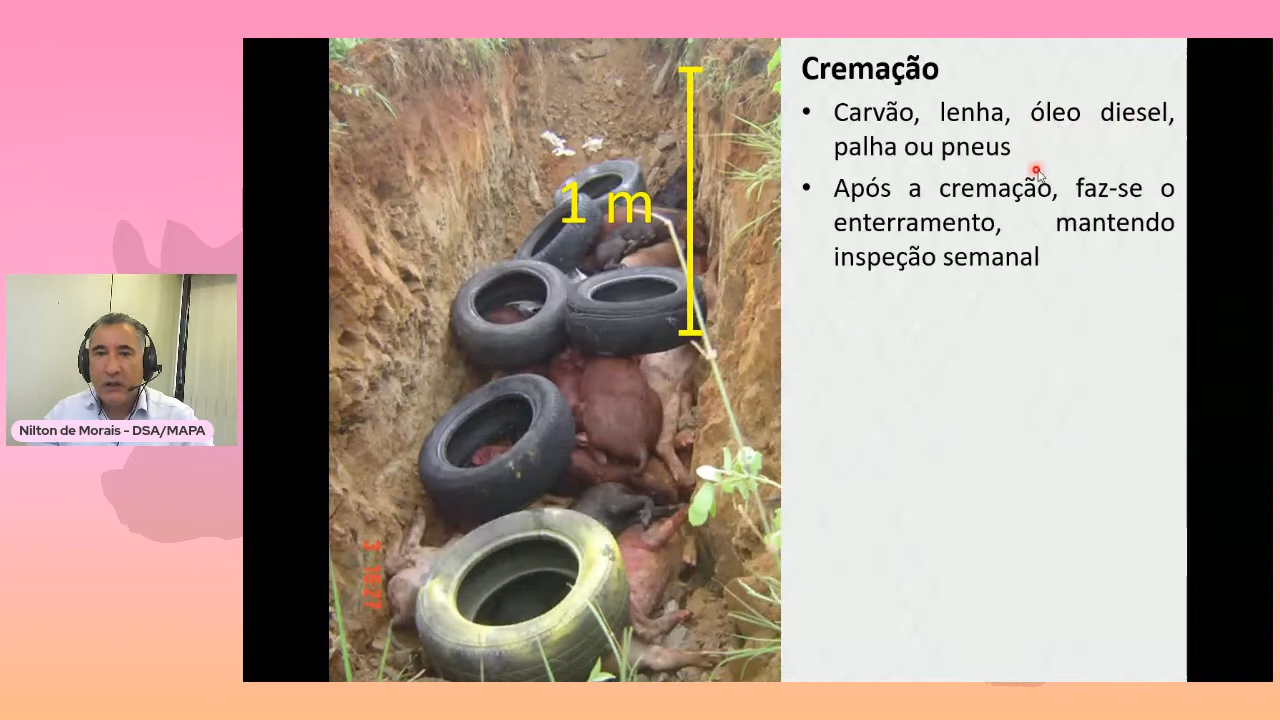 Cremação
• Carvão, lenha, óleo diesel,
palha ou pneus
• Após a cremação, faz-se o
enterramento, mantendo
inspeção semanal
1 m
Nilton de Morais - DSA/MAPA